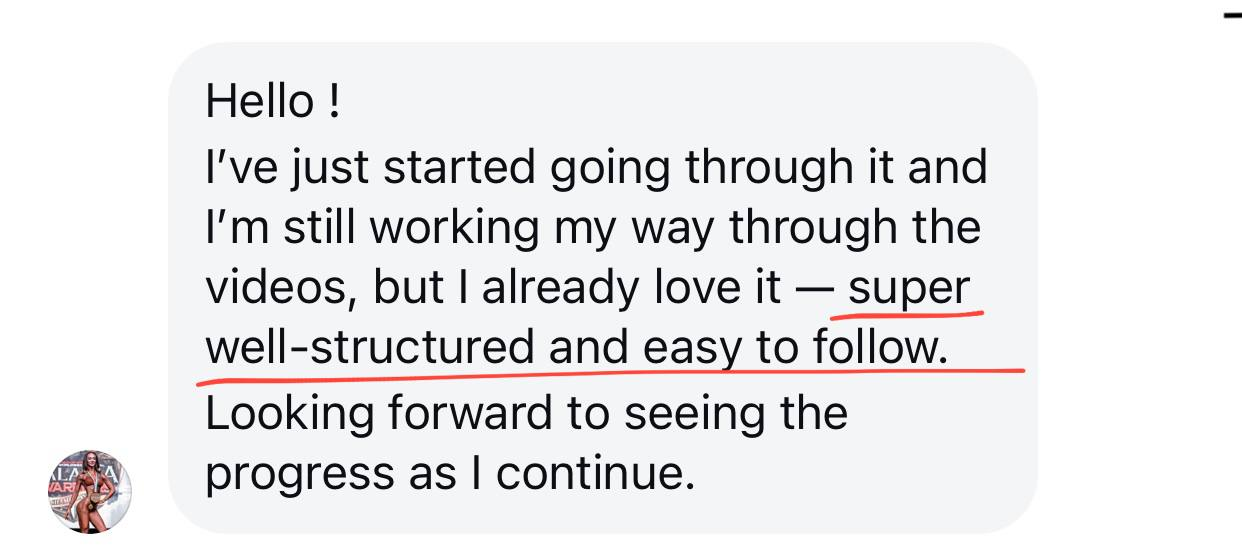 Hello !
I’ve just started going through it and
I’m still working my way through the
videos, but I already love it — super
well-structured and easy to follow.
Looking forward to seeing the
progress as I continue.